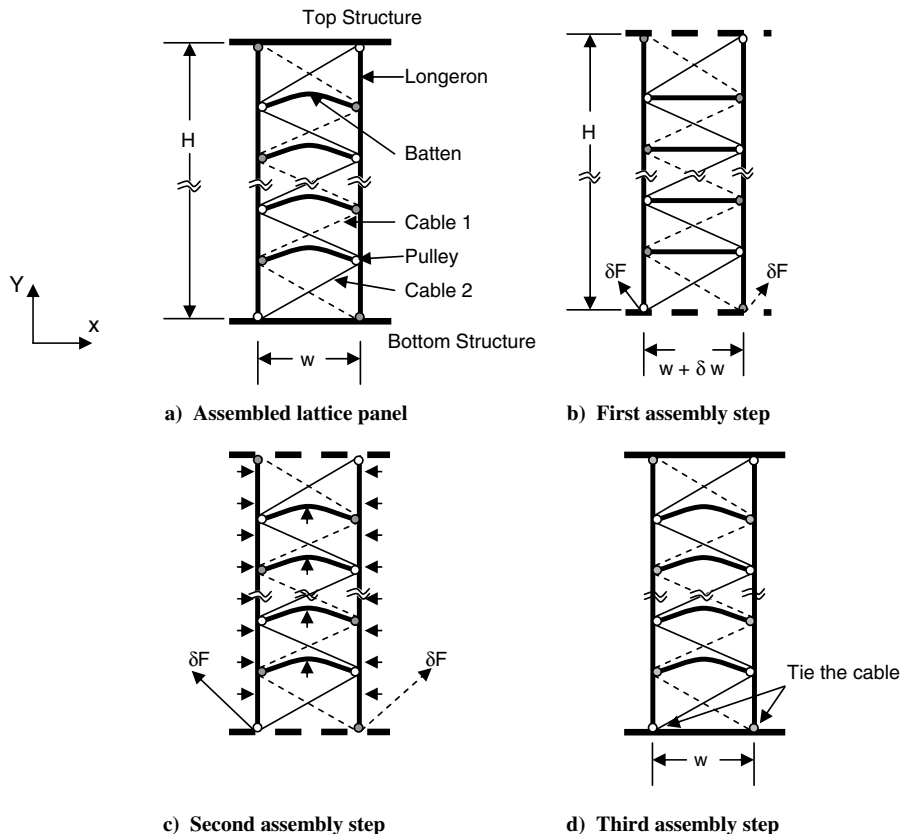 Top Structure
Longeron
H
Batten
Cable 1
Pulley
Cable 2
Y
x
w
Bottom Structure
a) Assembled lattice panel
H
δF
δF
w + δ w
b) First assembly step
δF
δF
c) Second assembly step
Tie the cable
w
d) Third assembly step